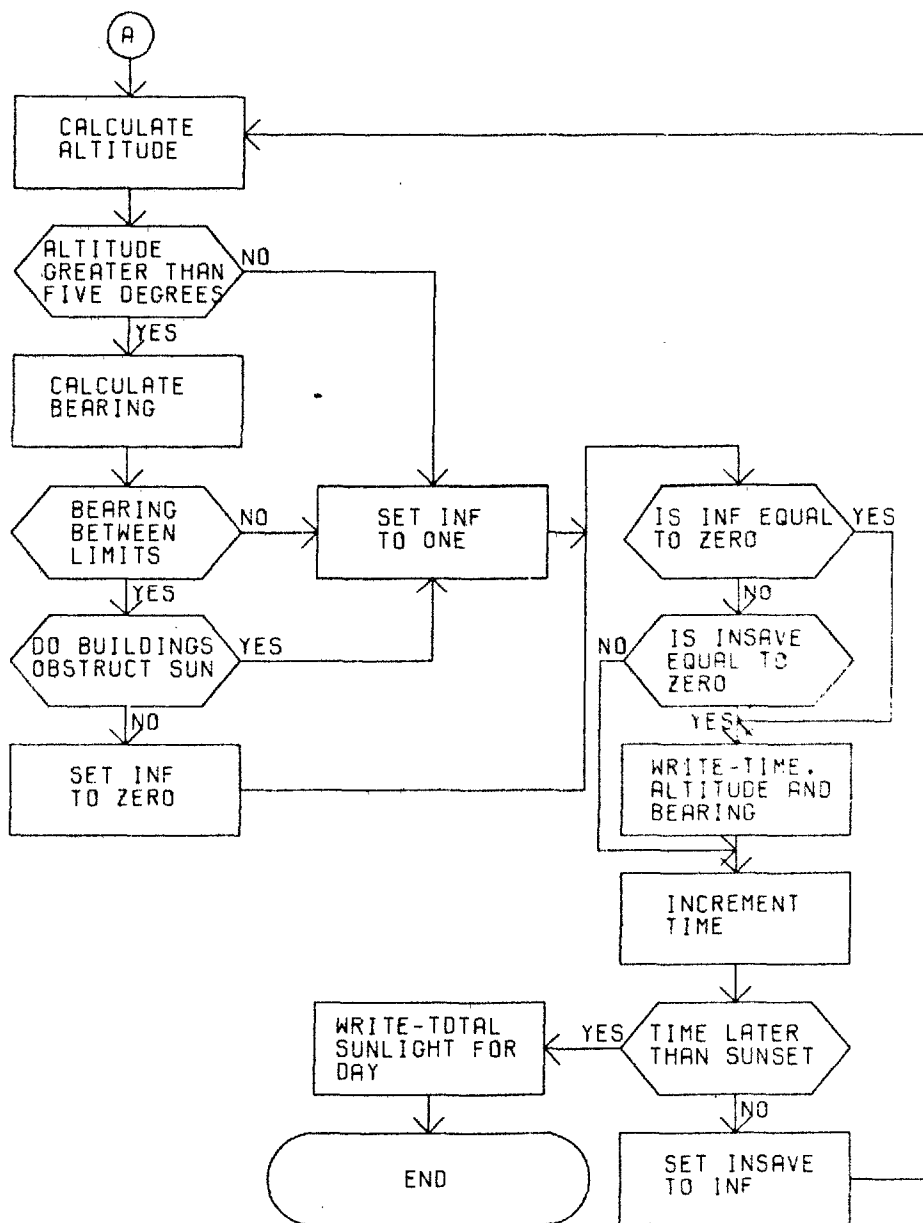 A
CALCULATE
ALTITUDE
ALTITUDE
GREATER THAN
FIVE DEGREES
NO
YES
CALCULATE
BEARING
BEARING
BETWEEN
LIMITS
NO
YES
SET INF
TO ONE
DO BUILDINGS
OBSTRUCT SUN
YES
NO
SET INF
TO ZERO
IS INF EQUAL
TO ZERO
YES
NO
IS INSAVE
EQUAL TO
ZERO
NO
YES
WRITE-TIME.
ALTITUDE AND
BEARING
INCREMENT
TIME
TIME LATER
THAN SUNSET
YES
WRITE-TOTAL
SUNLIGHT FOR
DAY
NO
END
SET INSAVE
TO INF